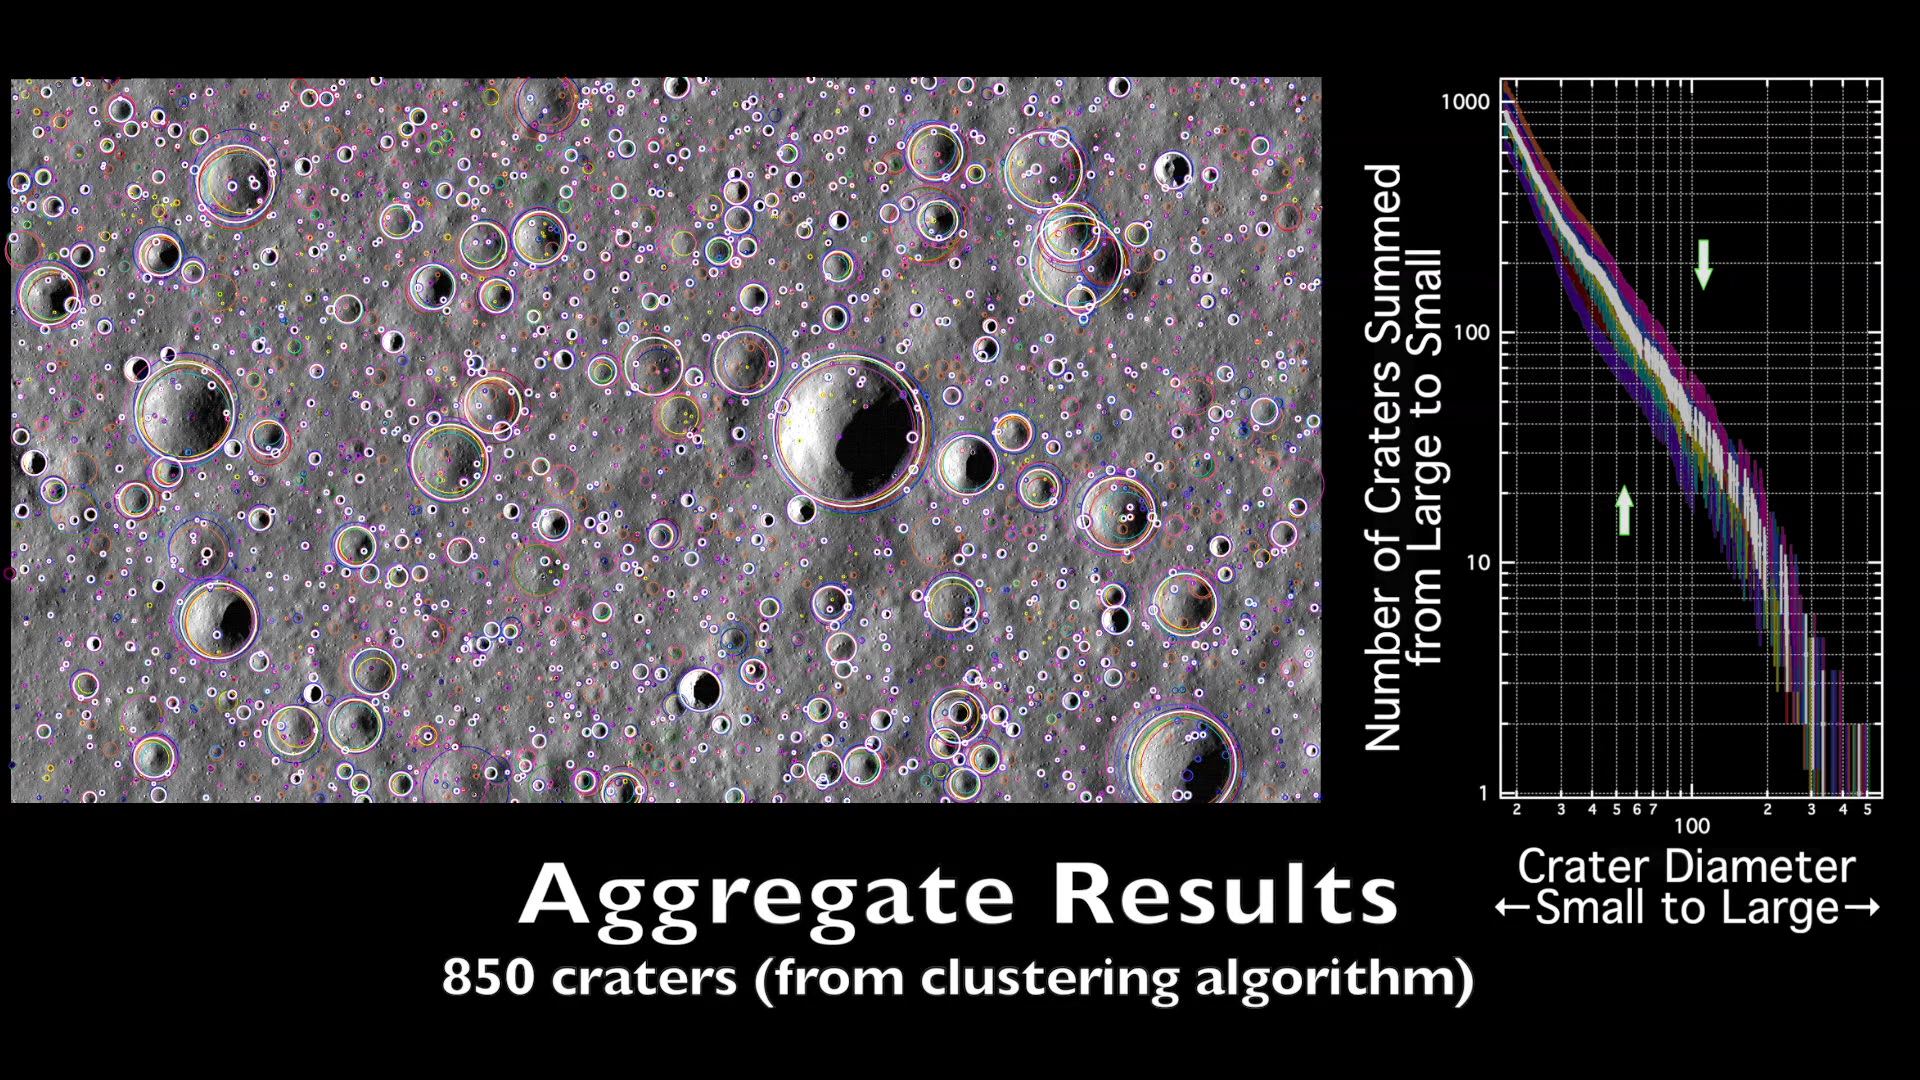 Number of Craters Summed
from Large to Small
1000
100
10
1
2 3 4 5 6 7 2 3 4 5
100
Crater Diameter
←Small to Large→
Aggregate Results
850 craters (from clustering algorithm)